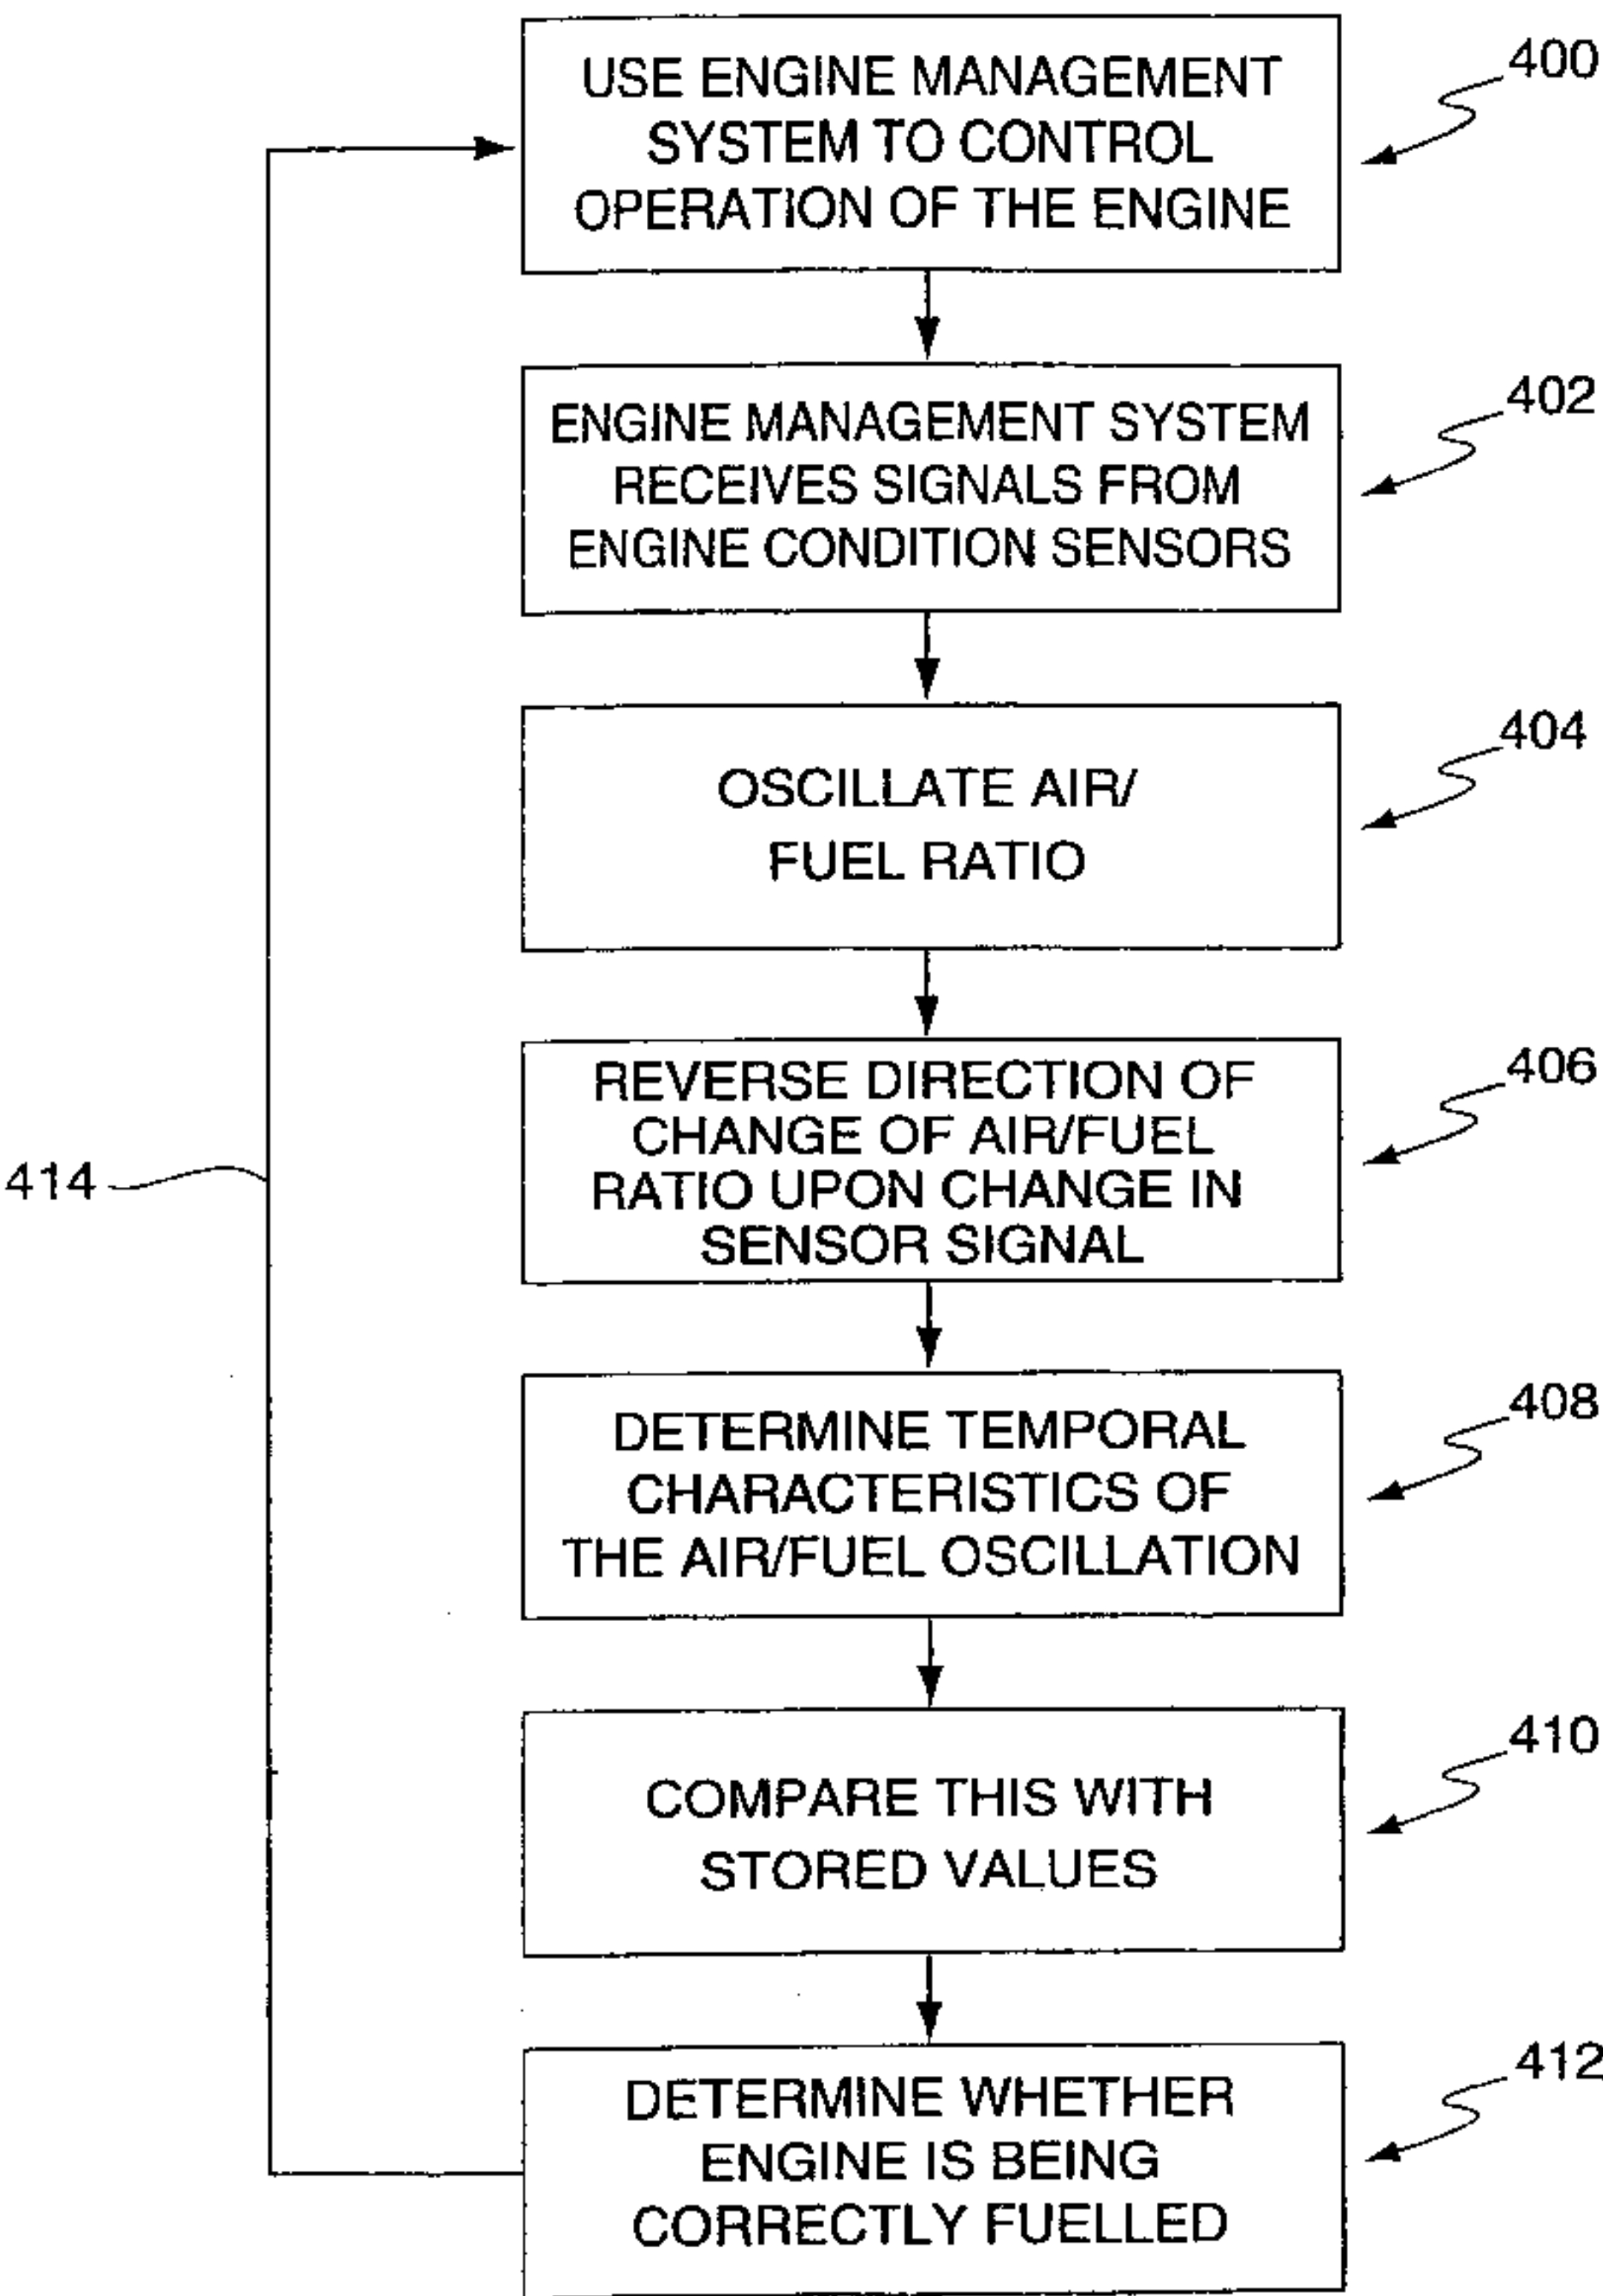 USE ENGINE MANAGEMENT
SYSTEM TO CONTROL
OPERATION OF THE ENGINE
400
ENGINE MANAGEMENT SYSTEM
RECEIVES SIGNALS FROM
ENGINE CONDITION SENSORS
402
OSCILLATE AIR/
FUEL RATIO
404
REVERSE DIRECTION OF
CHANGE OF AIR/FUEL
RATIO UPON CHANGE IN
SENSOR SIGNAL
406
414
DETERMINE TEMPORAL
CHARACTERISTICS OF
THE AIR/FUEL OSCILLATION
408
COMPARE THIS WITH
STORED VALUES
410
DETERMINE WHETHER
ENGINE IS BEING
CORRECTLY FUELLED
412